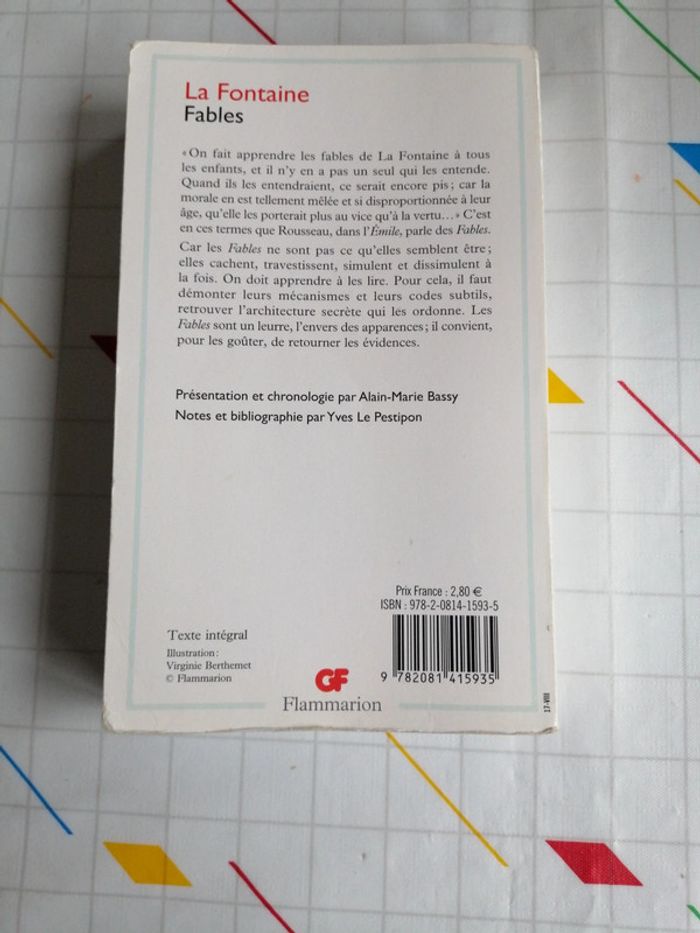 La Fontaine
Fables
« On fait apprendre les fables de La Fontaine à tous
les enfants, et il n'y en a pas un seul qui les entende.
Quand ils les entendraient, ce serait encore pis ; car la
morale en est tellement mêlée et si disproportionnée à leur
âge, qu'elle les porterait plus au vice qu'à la vertu… » C'est
en ces termes que Rousseau, dans l'Émile, parle des Fables.
Car les Fables ne sont pas ce qu'elles semblent être ;
elles cachent, travestissent, simulent et dissimulent à
la fois. On doit apprendre à les lire. Pour cela, il faut
démonter leurs mécanismes et leurs codes subtils,
retrouver l'architecture secrète qui les ordonne. Les
Fables sont un leurre, l'envers des apparences ; il convient,
pour les goûter, de retourner les évidences.
Présentation et chronologie par Alain-Marie Bassy
Notes et bibliographie par Yves Le Pestipon
Prix France : 2,80 €
ISBN : 978-2-0814-1593-5
9 782081 415935
Texte intégral
Illustration :
Virginie Berthemet
© Flammarion
GF
Flammarion
17-VIII